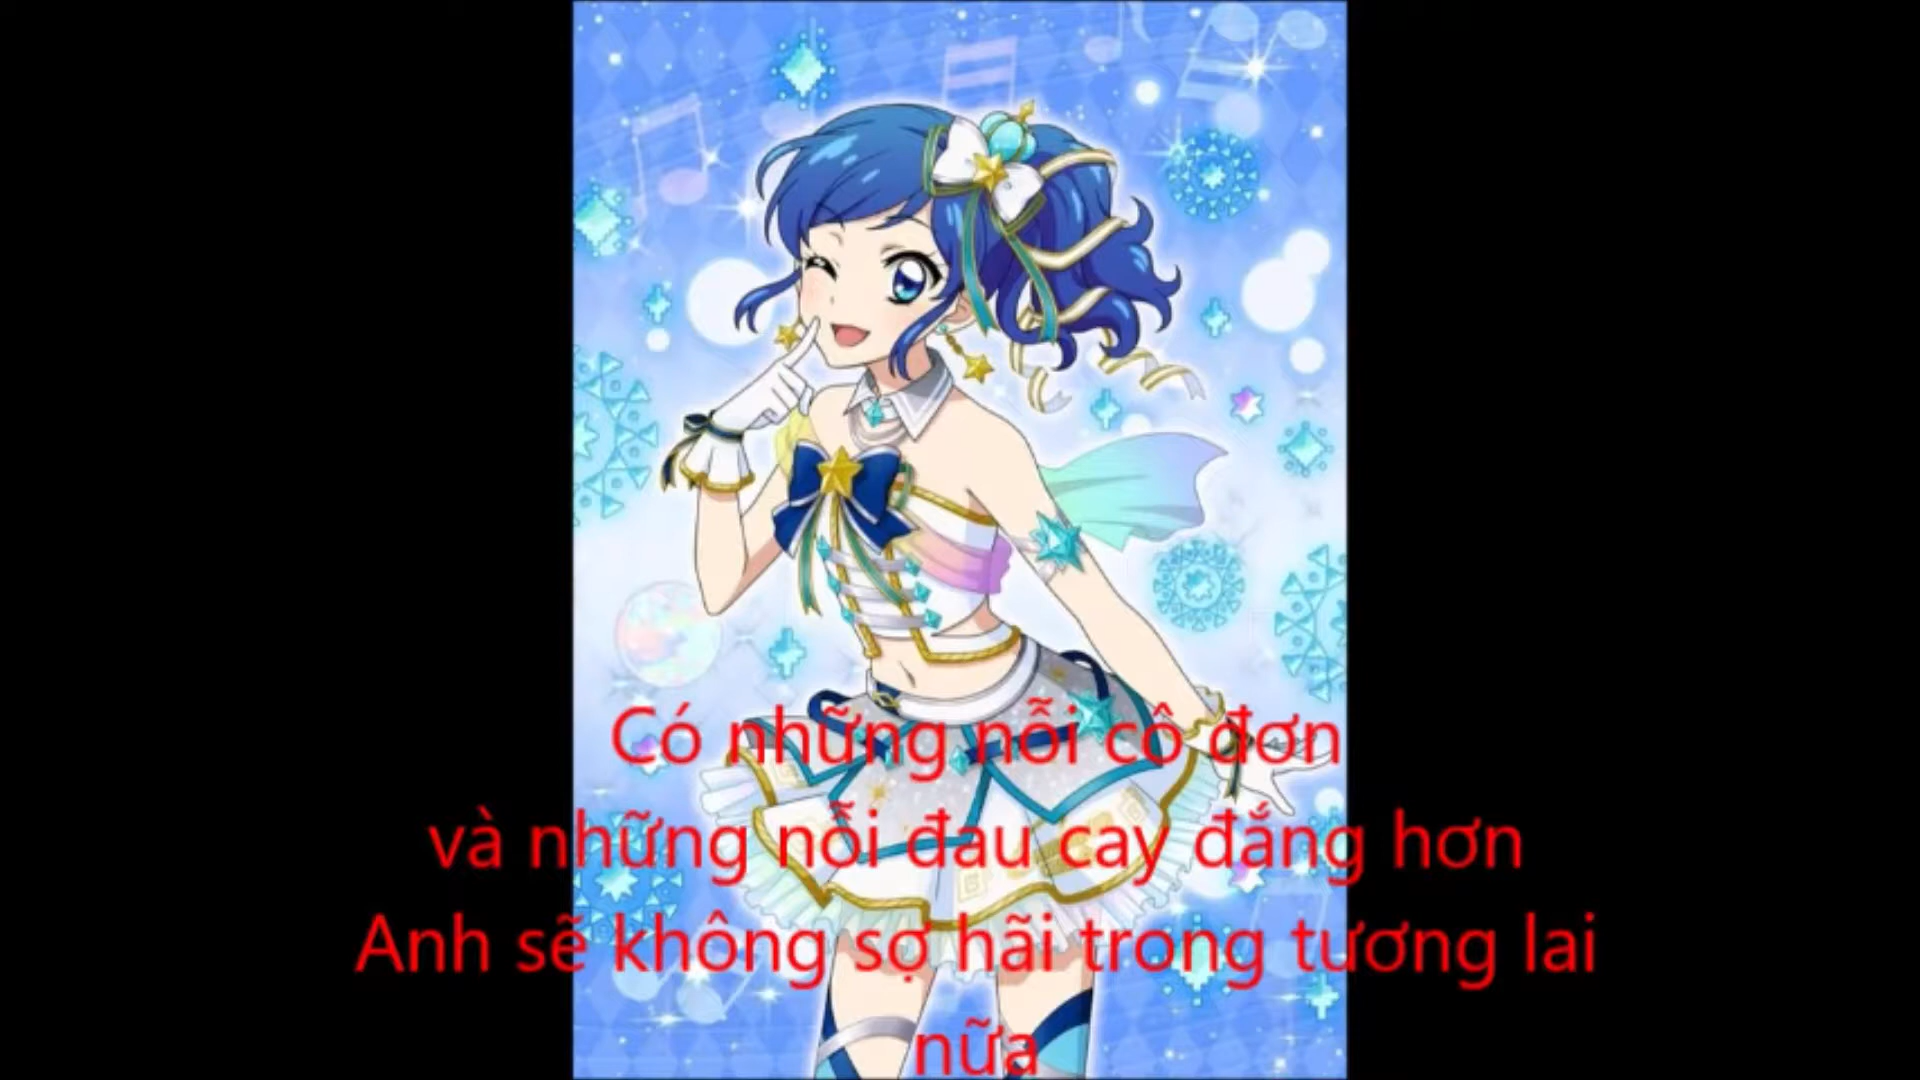 Có những nỗi cô đơn
và những nỗi đau cay đắng hơn
Anh sẽ không sợ hãi trong tương lai
nữa